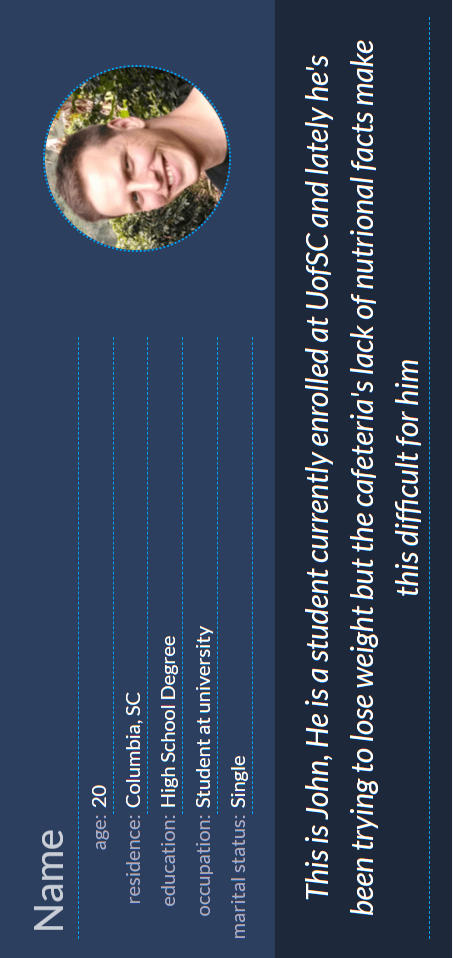 Name
age: 20
residence: Columbia, SC
education: High School Degree
occupation: Student at university
marital status: Single
This is John, He is a student currently enrolled at UofSC and lately he's
been trying to lose weight but the cafeteria's lack of nutrional facts make
this difficult for him